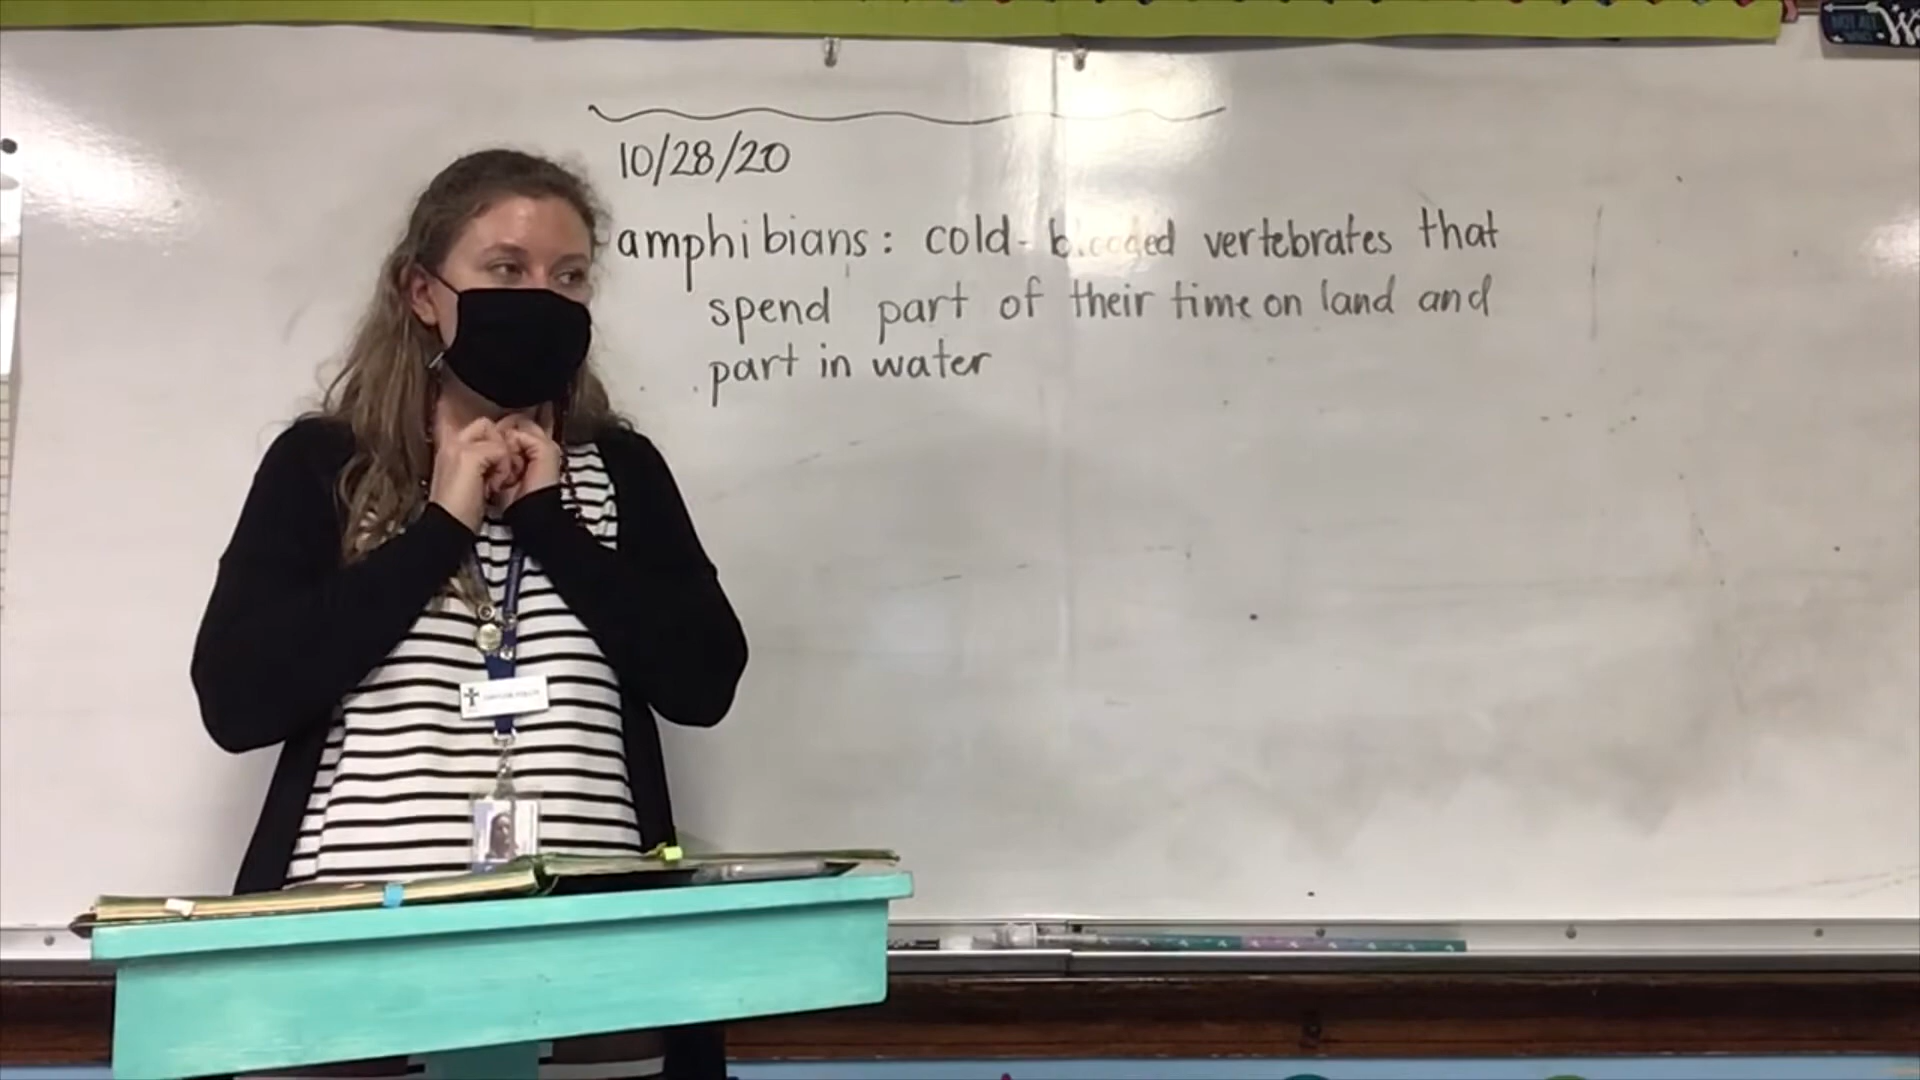 10/28/20
amphibians: cold-blooded vertebrates that
spend part of their time on land and
part in water